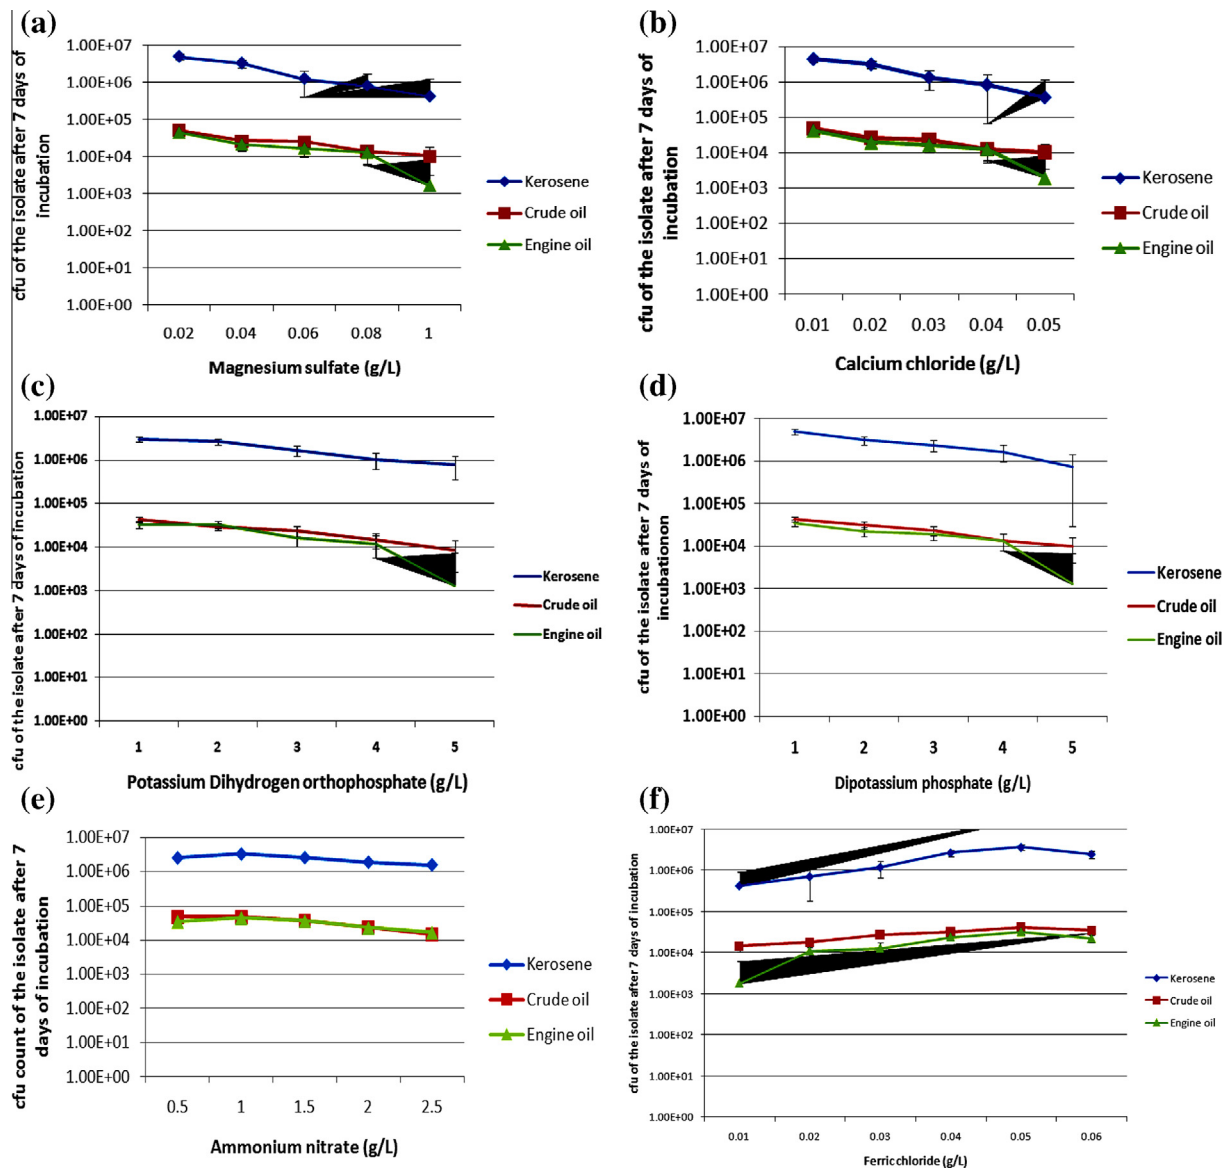 (a)
cfu of the isolate after 7 days of
incubation
1.00E+07
1.00E+06
1.00E+05
1.00E+04
1.00E+03
1.00E+02
1.00E+01
1.00E+00
0.02 0.04 0.06 0.08 1
Magnesium sulfate (g/L)
Kerosene
Crude oil
Engine oil
(b)
cfu of the isolate after 7 days of
incubation
1.00E+07
1.00E+06
1.00E+05
1.00E+04
1.00E+03
1.00E+02
1.00E+01
1.00E+00
0.01 0.02 0.03 0.04 0.05
Calcium chloride (g/L)
Kerosene
Crude oil
Engine oil
(c)
cfu of the isolate after 7 days of incubation
1.00E+07
1.00E+06
1.00E+05
1.00E+04
1.00E+03
1.00E+02
1.00E+01
1.00E+00
1 2 3 4 5
Potassium Dihydrogen orthophosphate (g/L)
Kerosene
Crude oil
Engine oil
(d)
cfu of the isolate after 7 days of
incubationon
1.00E+07
1.00E+06
1.00E+05
1.00E+04
1.00E+03
1.00E+02
1.00E+01
1.00E+00
1 2 3 4 5
Dipotassium phosphate (g/L)
Kerosene
Crude oil
Engine oil
(e)
cfu count of the isolate after 7
days of incubation
1.00E+07
1.00E+06
1.00E+05
1.00E+04
1.00E+03
1.00E+02
1.00E+01
1.00E+00
0.5 1 1.5 2 2.5
Ammonium nitrate (g/L)
Kerosene
Crude oil
Engine oil
(f)
cfu of the isolate after 7 days of incubation
1.00E+07
1.00E+06
1.00E+05
1.00E+04
1.00E+03
1.00E+02
1.00E+01
1.00E+00
0.01 0.02 0.03 0.04 0.05 0.06
Ferric chloride (g/L)
Kerosene
Crude oil
Engine oil